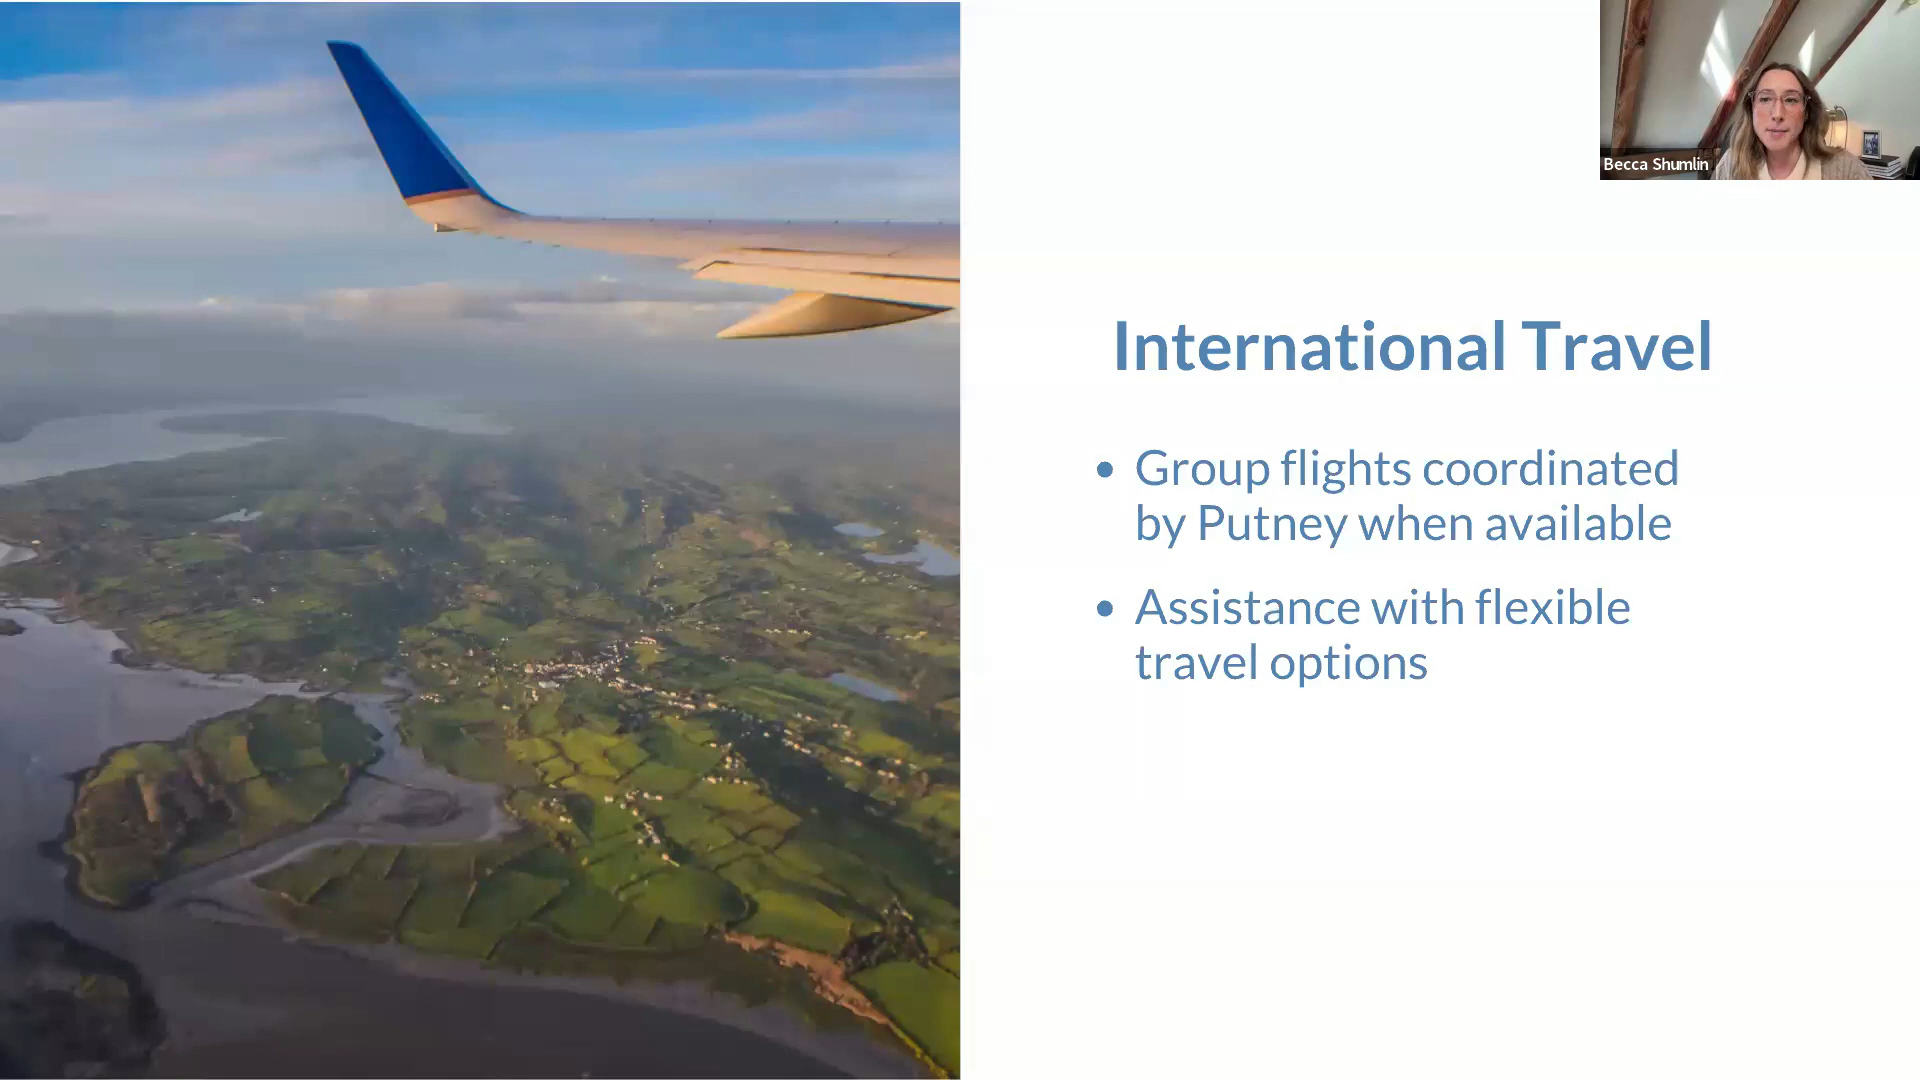 Becca Shumlin
International Travel
• Group flights coordinated
by Putney when available
• Assistance with flexible
travel options